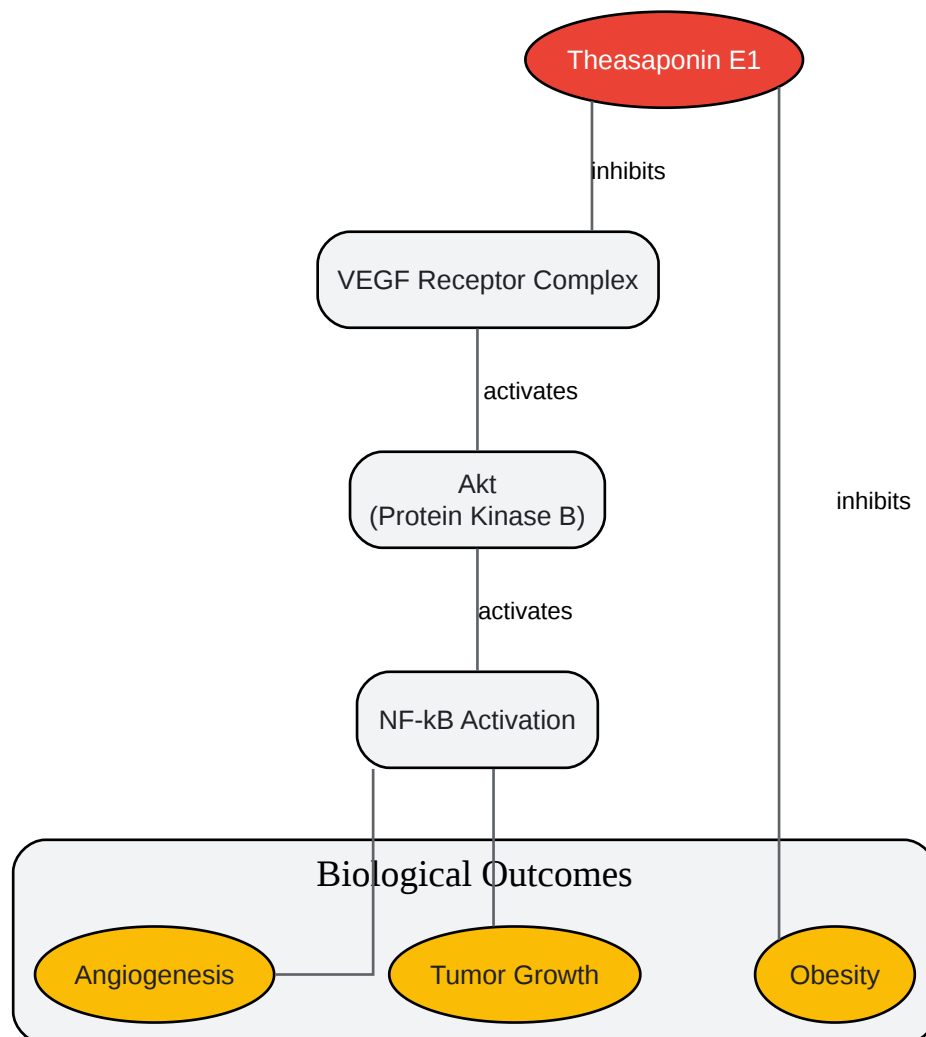 Theasaponin E1
inhibits
VEGF Receptor Complex
activates
Akt
(Protein Kinase B)
inhibits
activates
NF-kB Activation
Biological Outcomes
Angiogenesis
Tumor Growth
Obesity